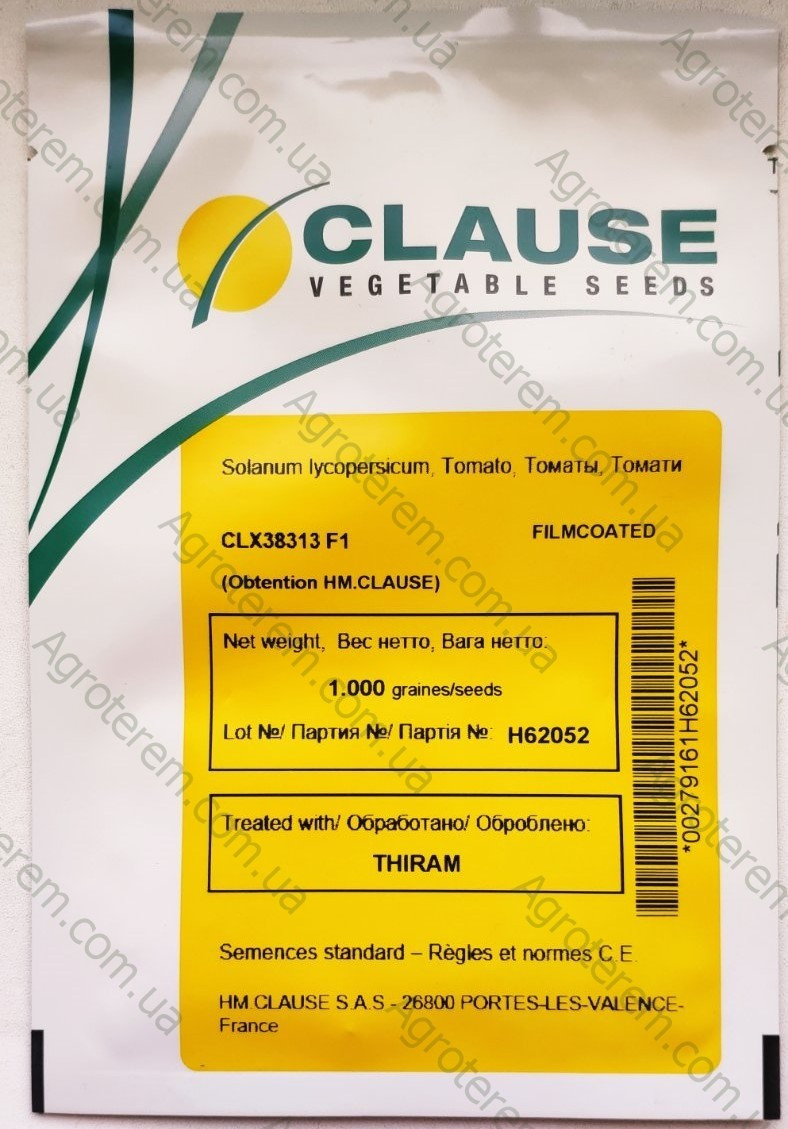 CLAUSE
VEGETABLE SEEDS
Solanum lycopersicum, Tomato, Томаты, Томати
CLX38313 F1
FILMCOATED
(Obtention HM.CLAUSE)
Net weight, Вес нетто, Вага нетто:
1.000 graines/seeds
Lot №/ Партия №/ Партія №: H62052
*00279161H62052*
Treated with/ Обработано/ Оброблено:
THIRAM
Semences standard – Règles et normes C.E.
HM.CLAUSE S.A.S - 26800 PORTES-LES-VALENCE-
France
Agroterem.com.ua